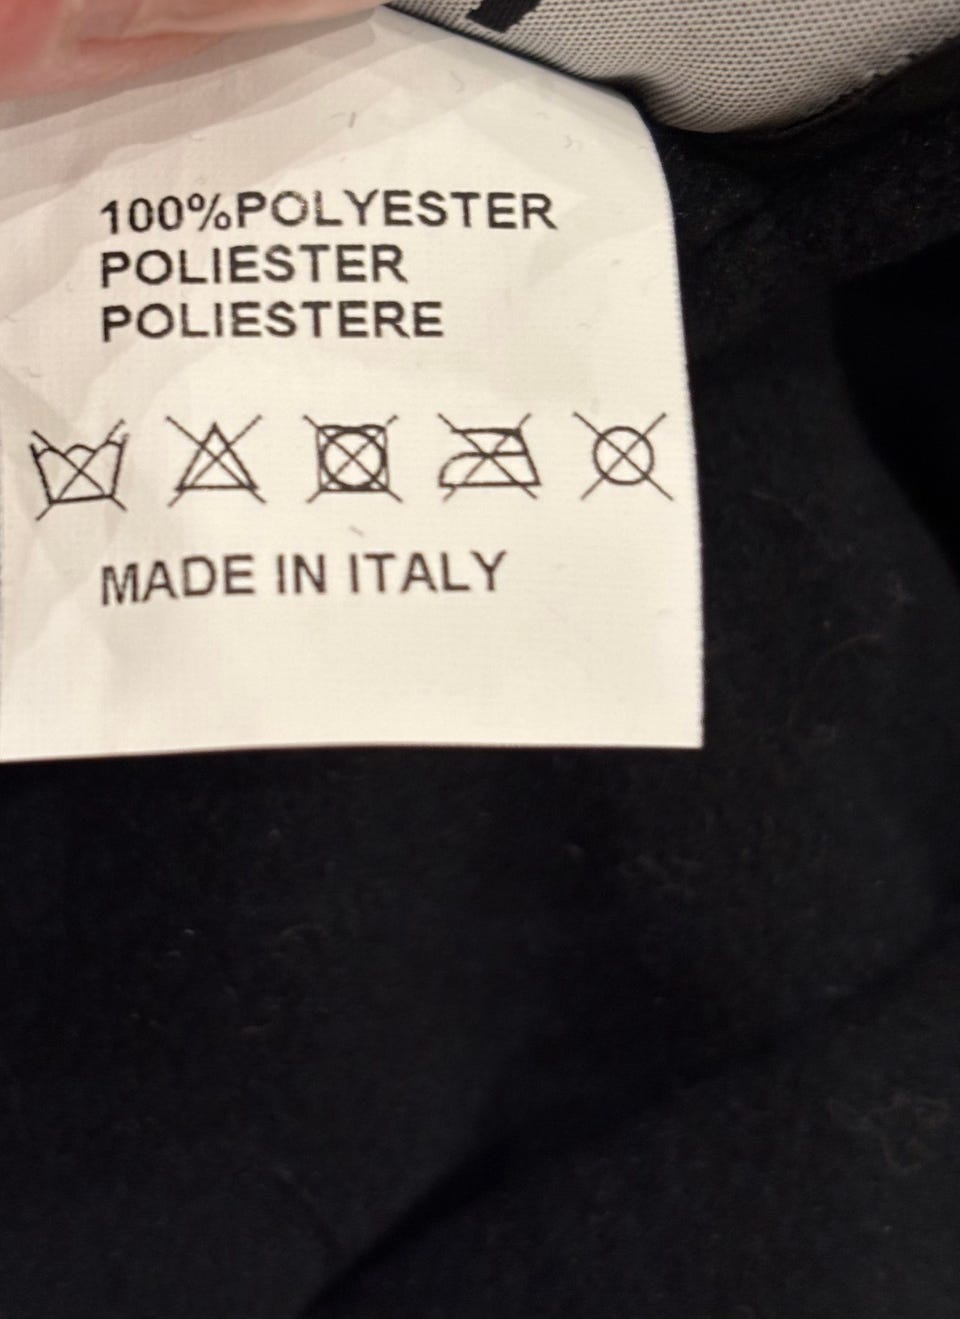 100%POLYESTER
POLIESTER
POLIESTERE
MADE IN ITALY